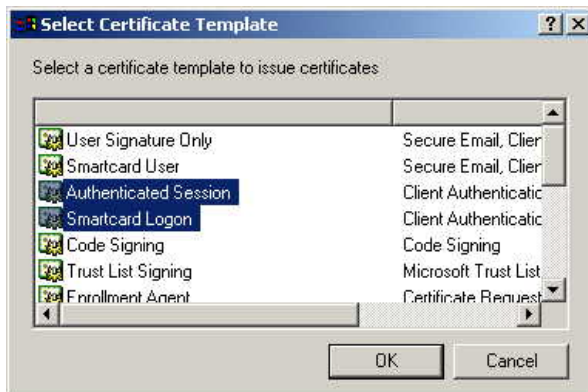 Select Certificate Template
Select a certificate template to issue certificates
User Signature Only Secure Email, Clien
Smartcard User Secure Email, Clien
Authenticated Session Client Authenticatic
Smartcard Logon Client Authenticatic
Code Signing Code Signing
Trust List Signing Microsoft Trust List
Enrollment Agent Certificate Request
OK Cancel